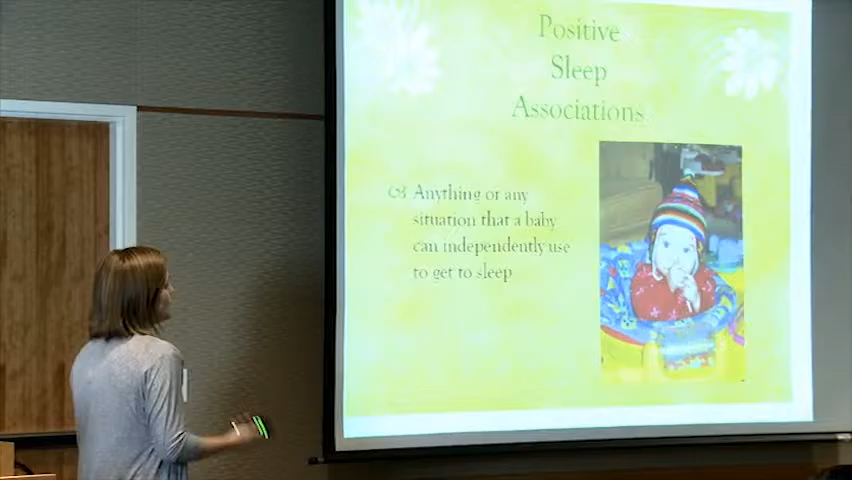 Positive
Sleep
Associations
Anything or any
situation that a baby
can independently use
to get to sleep